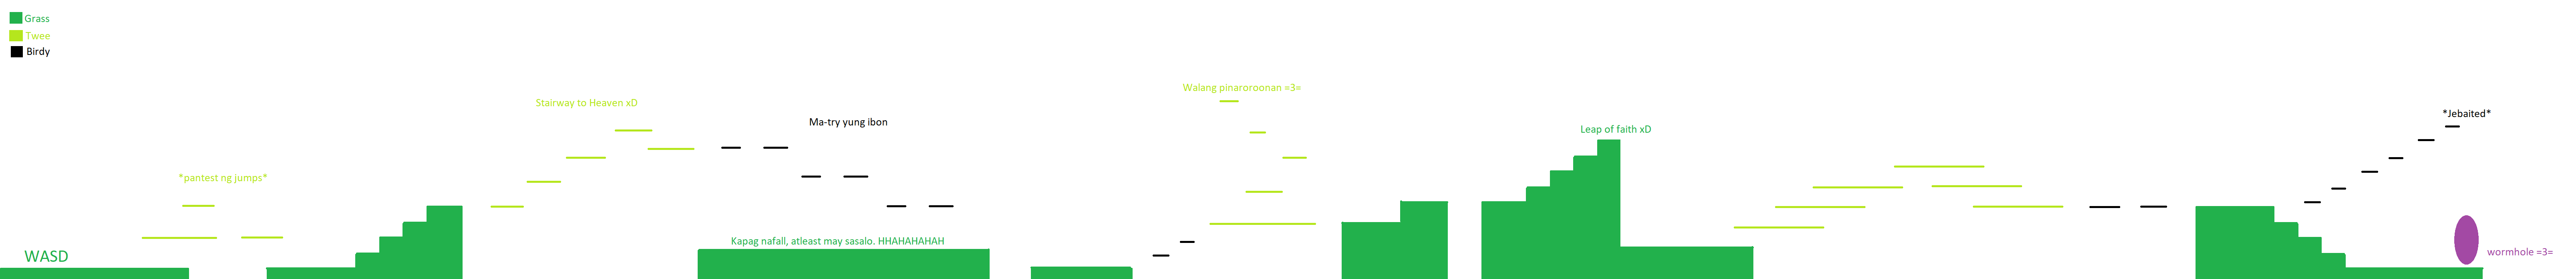 Grass
Twee
Birdy
WASD
*pantest ng jumps*
Stairway to Heaven xD
Ma-try yung ibon
Kapag nafall, atleast may sasalo. HHAHAHAHAH
Walang pinaroroonan =3=
Leap of faith xD
*Jebaited*
wormhole =3=